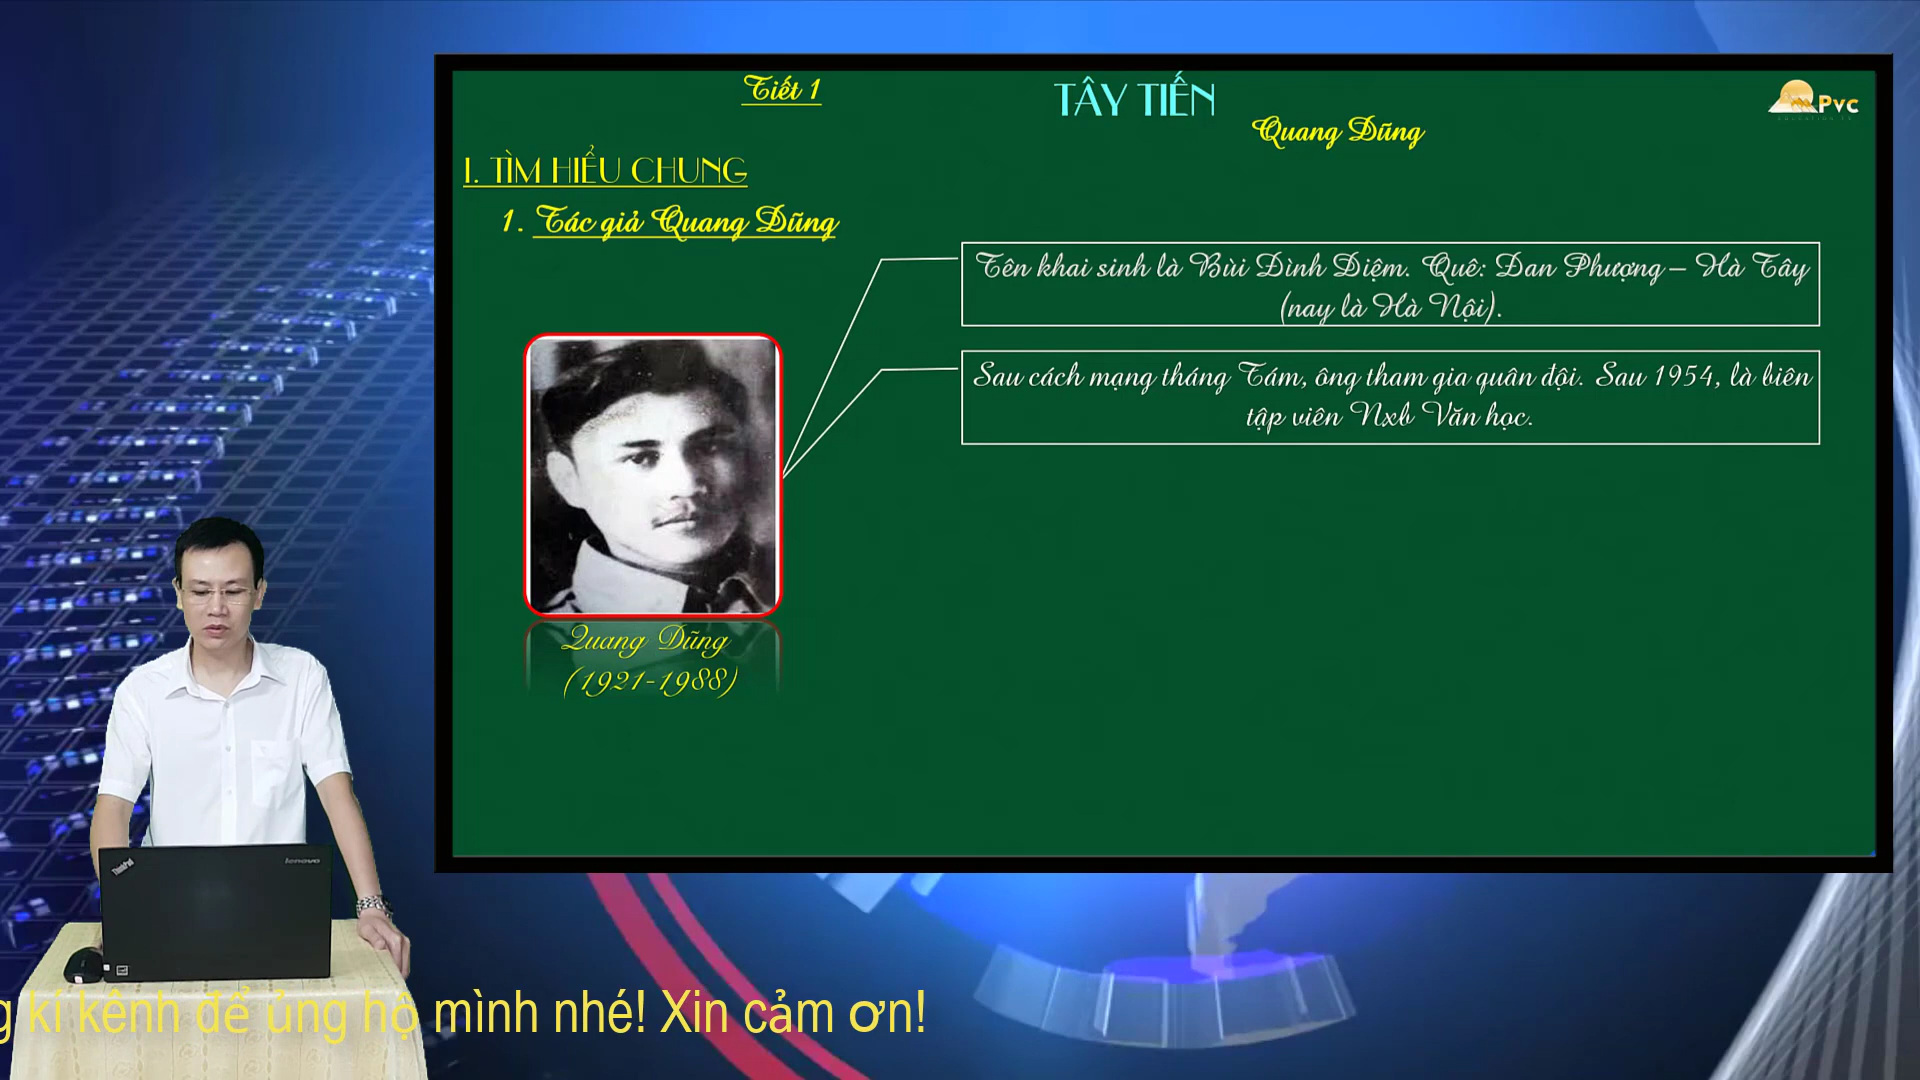 Tiết 1
TÂY TIẾN
Quang Dũng
Pvc
I. TÌM HIỂU CHUNG
1. Tác giả Quang Dũng
Tên khai sinh là Bùi Đình Diệm. Quê: Đan Phượng – Hà Tây
(nay là Hà Nội).
Sau cách mạng tháng Tám, ông tham gia quân đội. Sau 1954, là biên
tập viên Nxb Văn học.
Quang Dũng
(1921-1988)
ThinkPad
lenovo
kí kênh để ủng hộ mình nhé! Xin cảm ơn!